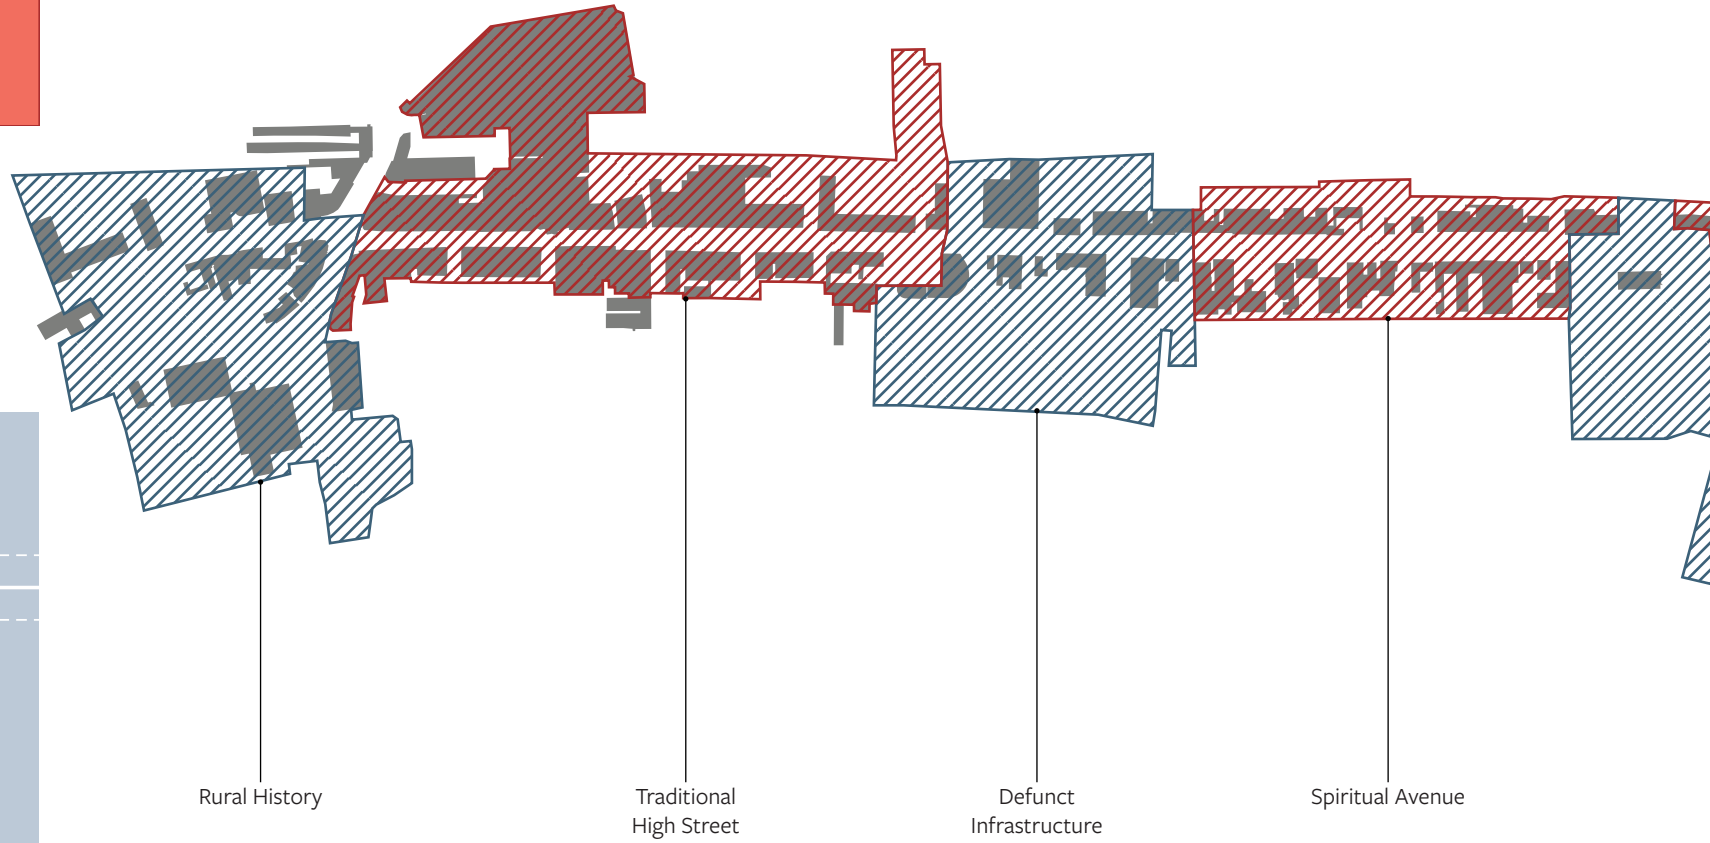 Rural History
Traditional
High Street
Defunct
Infrastructure
Spiritual Avenue